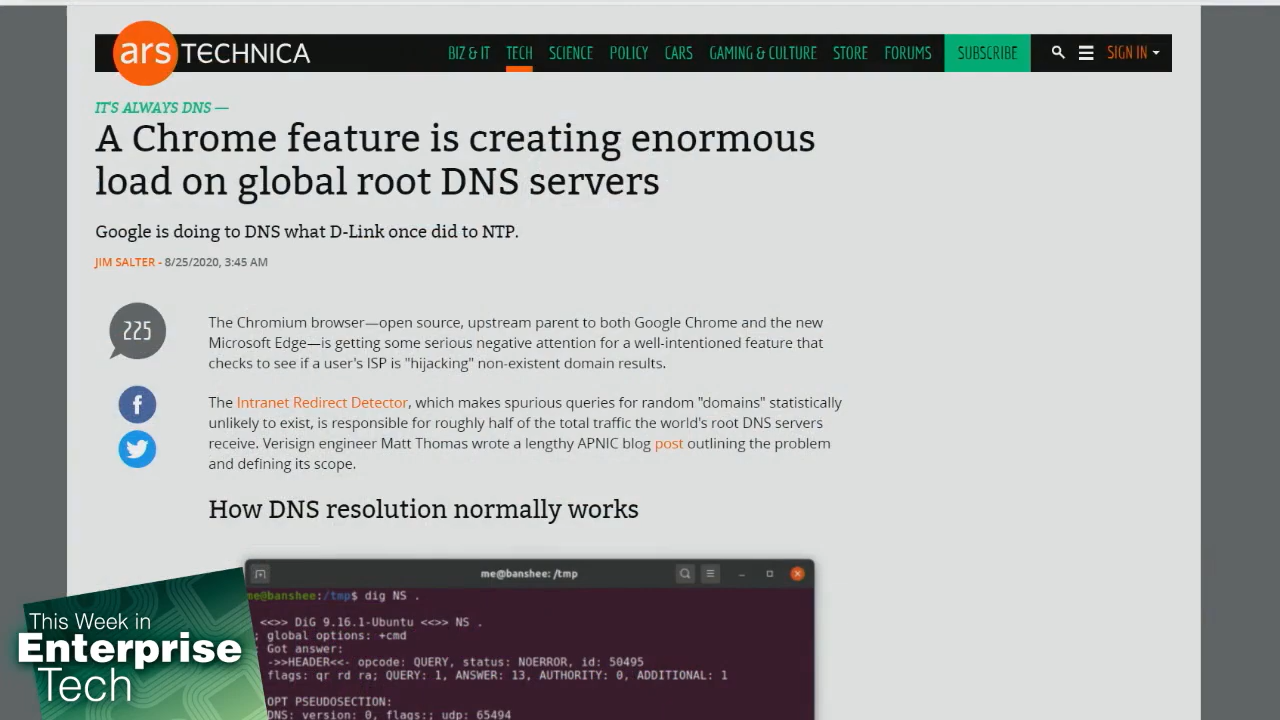 ars TECHNICA
BIZ & IT TECH SCIENCE POLICY CARS GAMING & CULTURE STORE FORUMS SUBSCRIBE SIGN IN
IT'S ALWAYS DNS —
A Chrome feature is creating enormous
load on global root DNS servers
Google is doing to DNS what D-Link once did to NTP.
JIM SALTER - 8/25/2020, 3:45 AM
225
The Chromium browser—open source, upstream parent to both Google Chrome and the new
Microsoft Edge—is getting some serious negative attention for a well-intentioned feature that
checks to see if a user's ISP is "hijacking" non-existent domain results.
The Intranet Redirect Detector, which makes spurious queries for random "domains" statistically
unlikely to exist, is responsible for roughly half of the total traffic the world's root DNS servers
receive. Verisign engineer Matt Thomas wrote a lengthy APNIC blog post outlining the problem
and defining its scope.
How DNS resolution normally works
me@banshee: /tmp
me@banshee:/tmp$ dig NS .
<<>> DiG 9.16.1-Ubuntu <<>> NS .
; global options: +cmd
; Got answer:
->>HEADER<<- opcode: QUERY, status: NOERROR, id: 50495
flags: qr rd ra; QUERY: 1, ANSWER: 13, AUTHORITY: 0, ADDITIONAL: 1
OPT PSEUDOSECTION:
DNS: version: 0, flags:; udp: 65494
This Week in
Enterprise
Tech